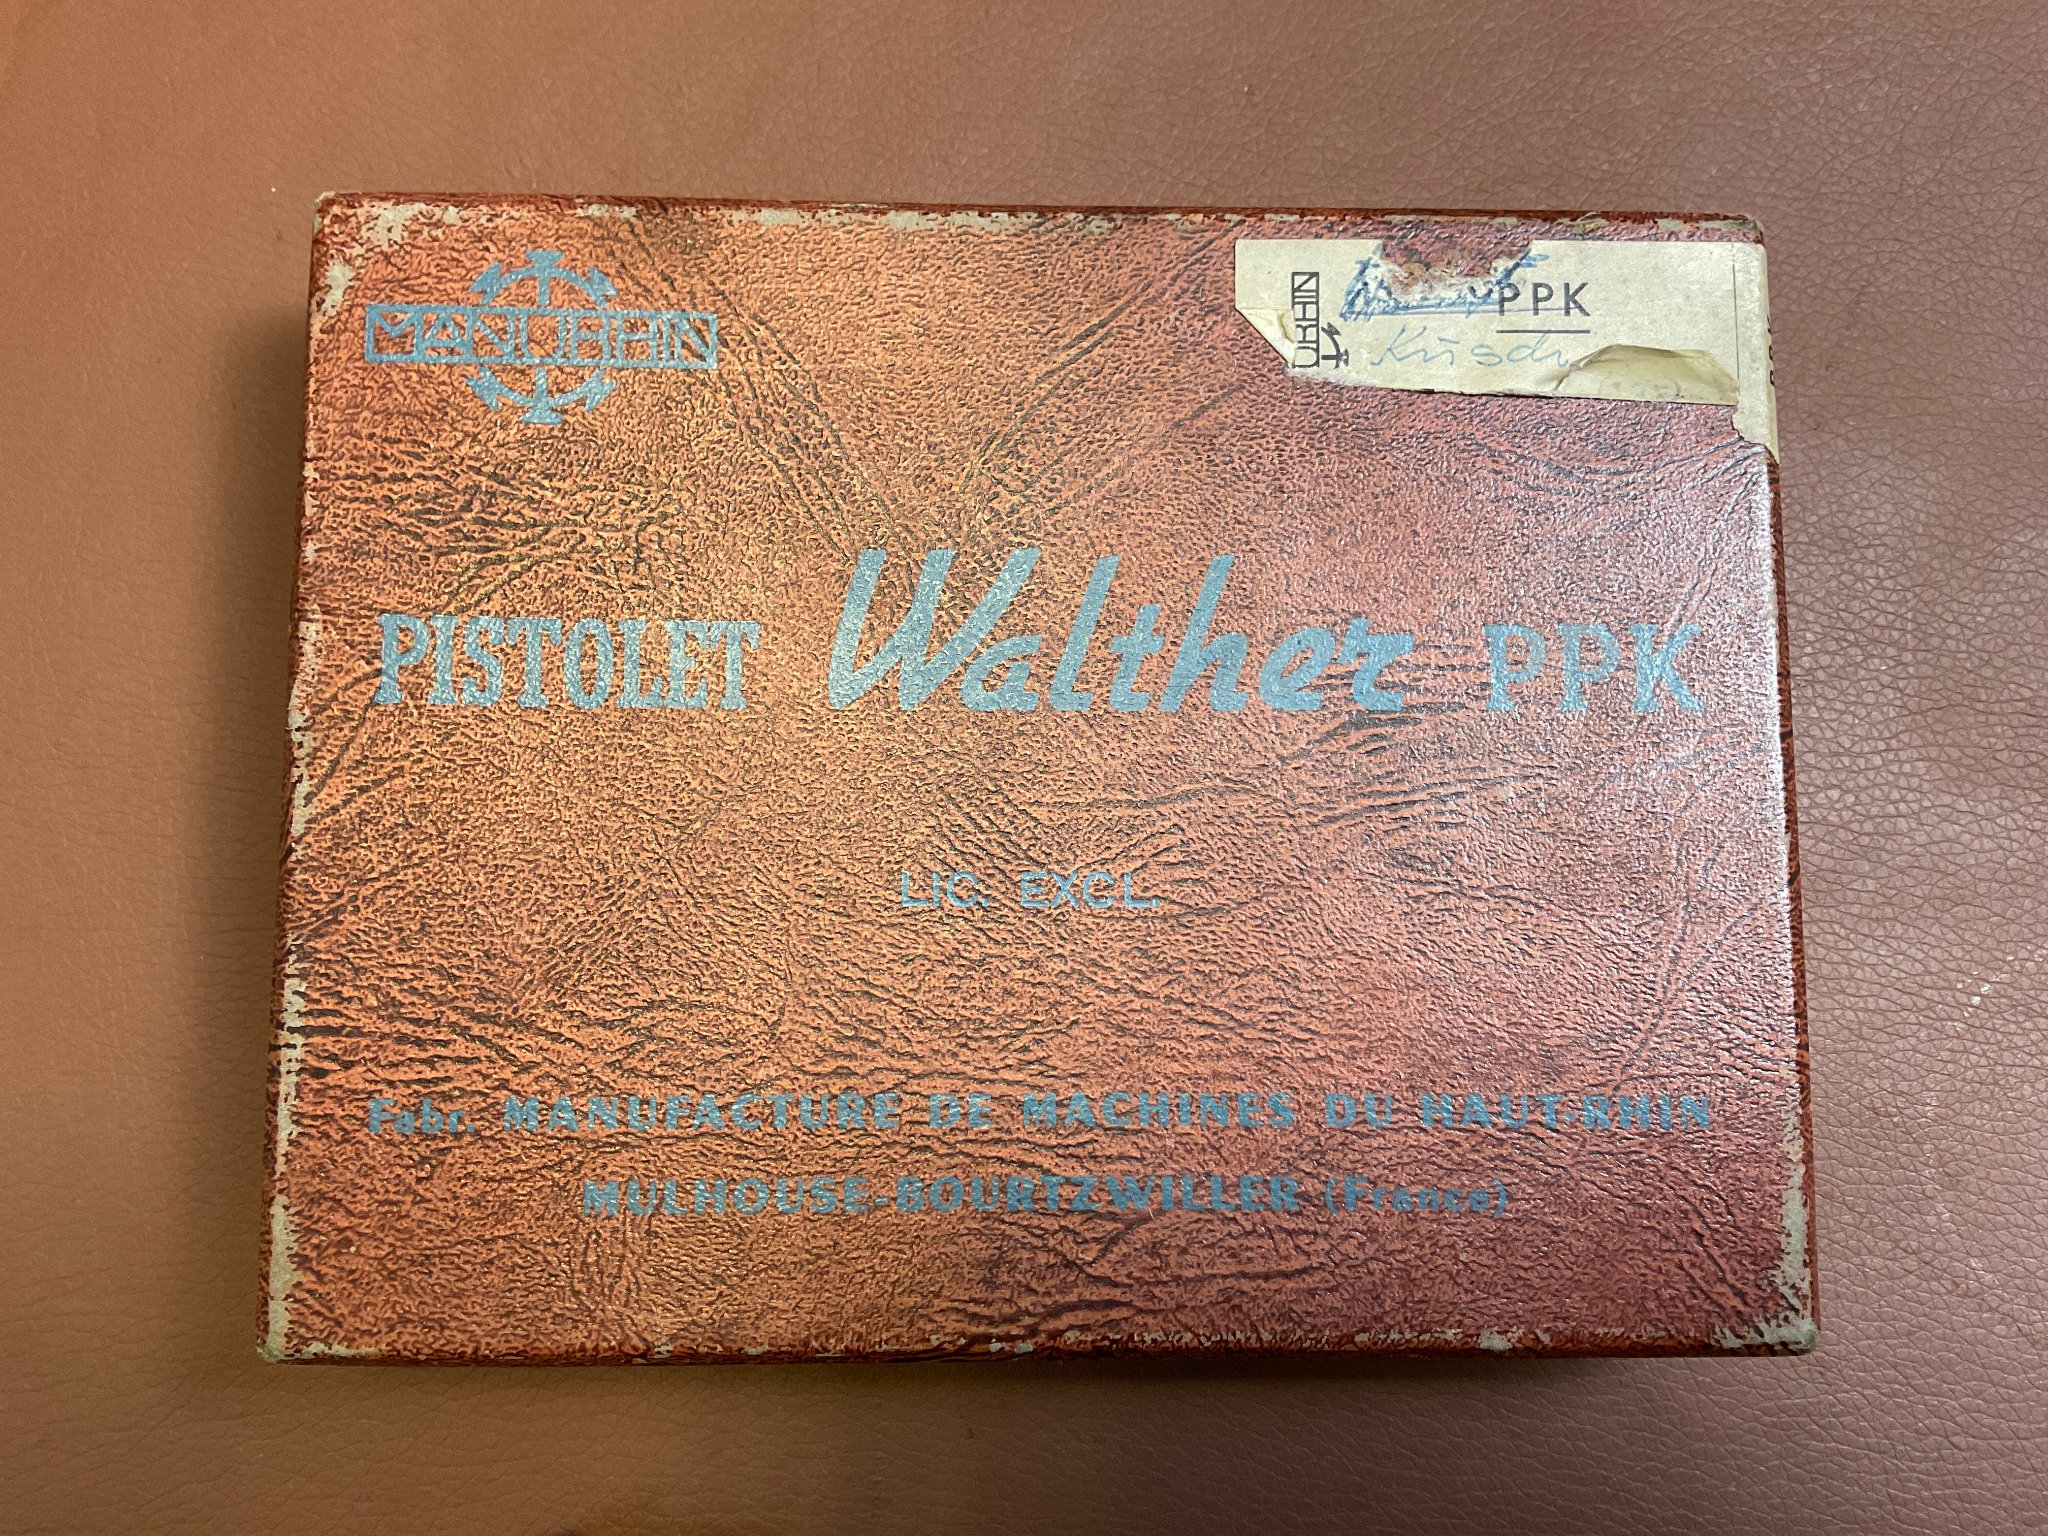 MANURHIN
PPK
PISTOLET Walther PPK
LIC. EXCL.
Fabr. MANUFACTURE DE MACHINES DU HAUT-RHIN
MULHOUSE-BOURTZWILLER (France)